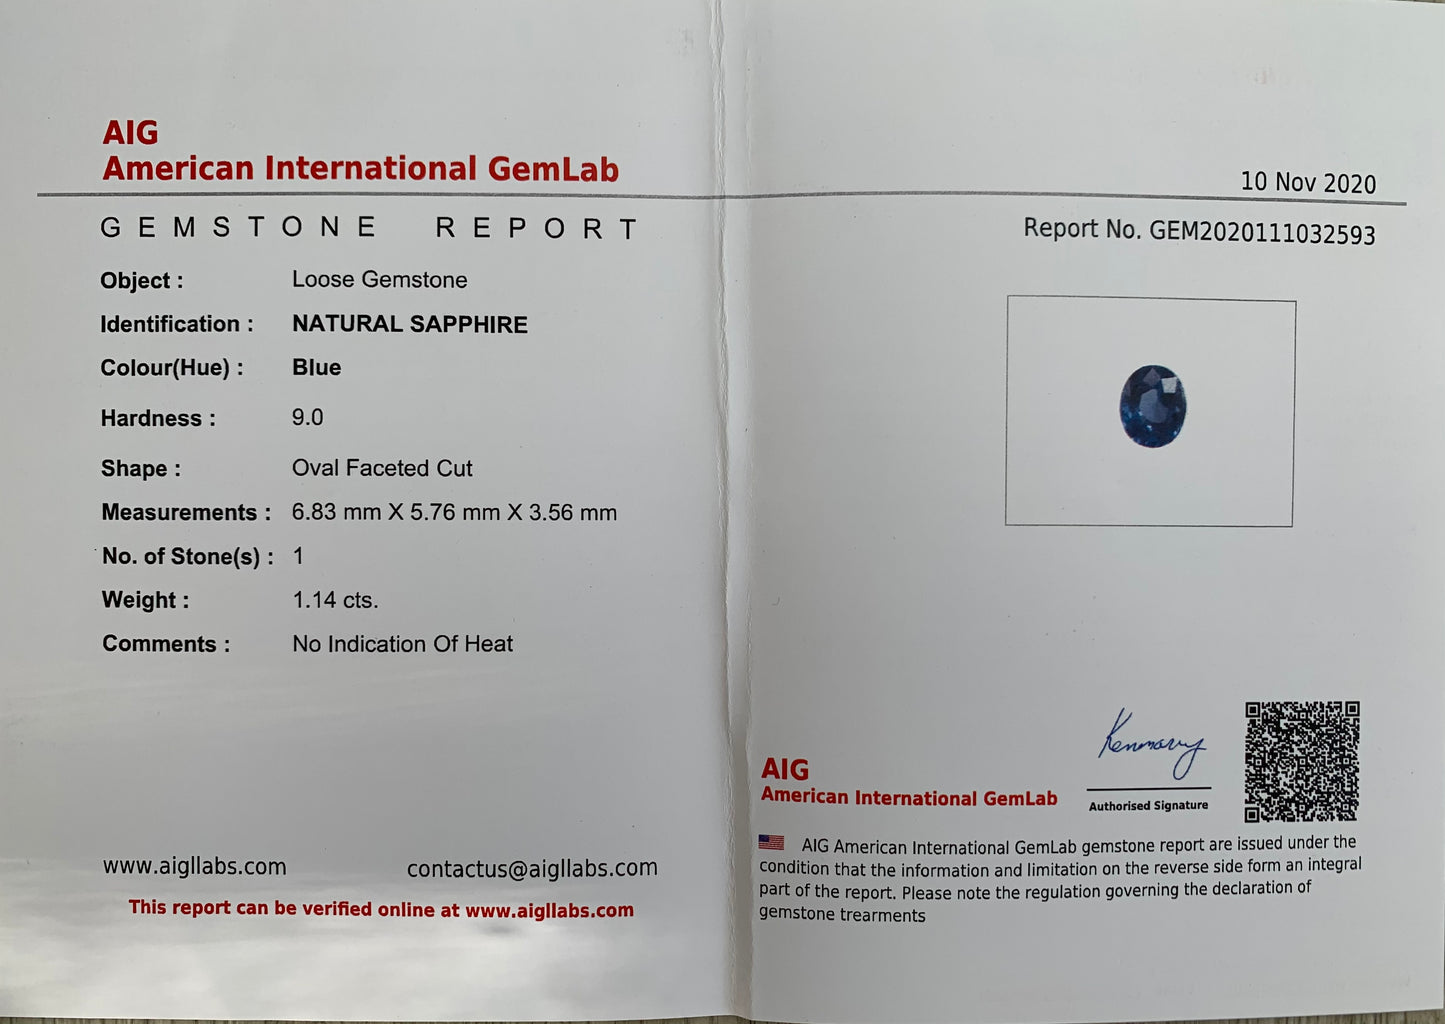 AIG
American International GemLab
10 Nov 2020
GEMSTONE REPORT
Report No. GEM2020111032593
Object : Loose Gemstone
Identification : NATURAL SAPPHIRE
Colour(Hue) : Blue
Hardness : 9.0
Shape : Oval Faceted Cut
Measurements : 6.83 mm X 5.76 mm X 3.56 mm
No. of Stone(s) : 1
Weight : 1.14 cts.
Comments : No Indication Of Heat
www.aigllabs.com contactus@aigllabs.com
This report can be verified online at www.aigllabs.com
AIG
American International GemLab
Authorised Signature
AIG American International GemLab gemstone report are issued under the
condition that the information and limitation on the reverse side form an integral
part of the report. Please note the regulation governing the declaration of
gemstone trearments